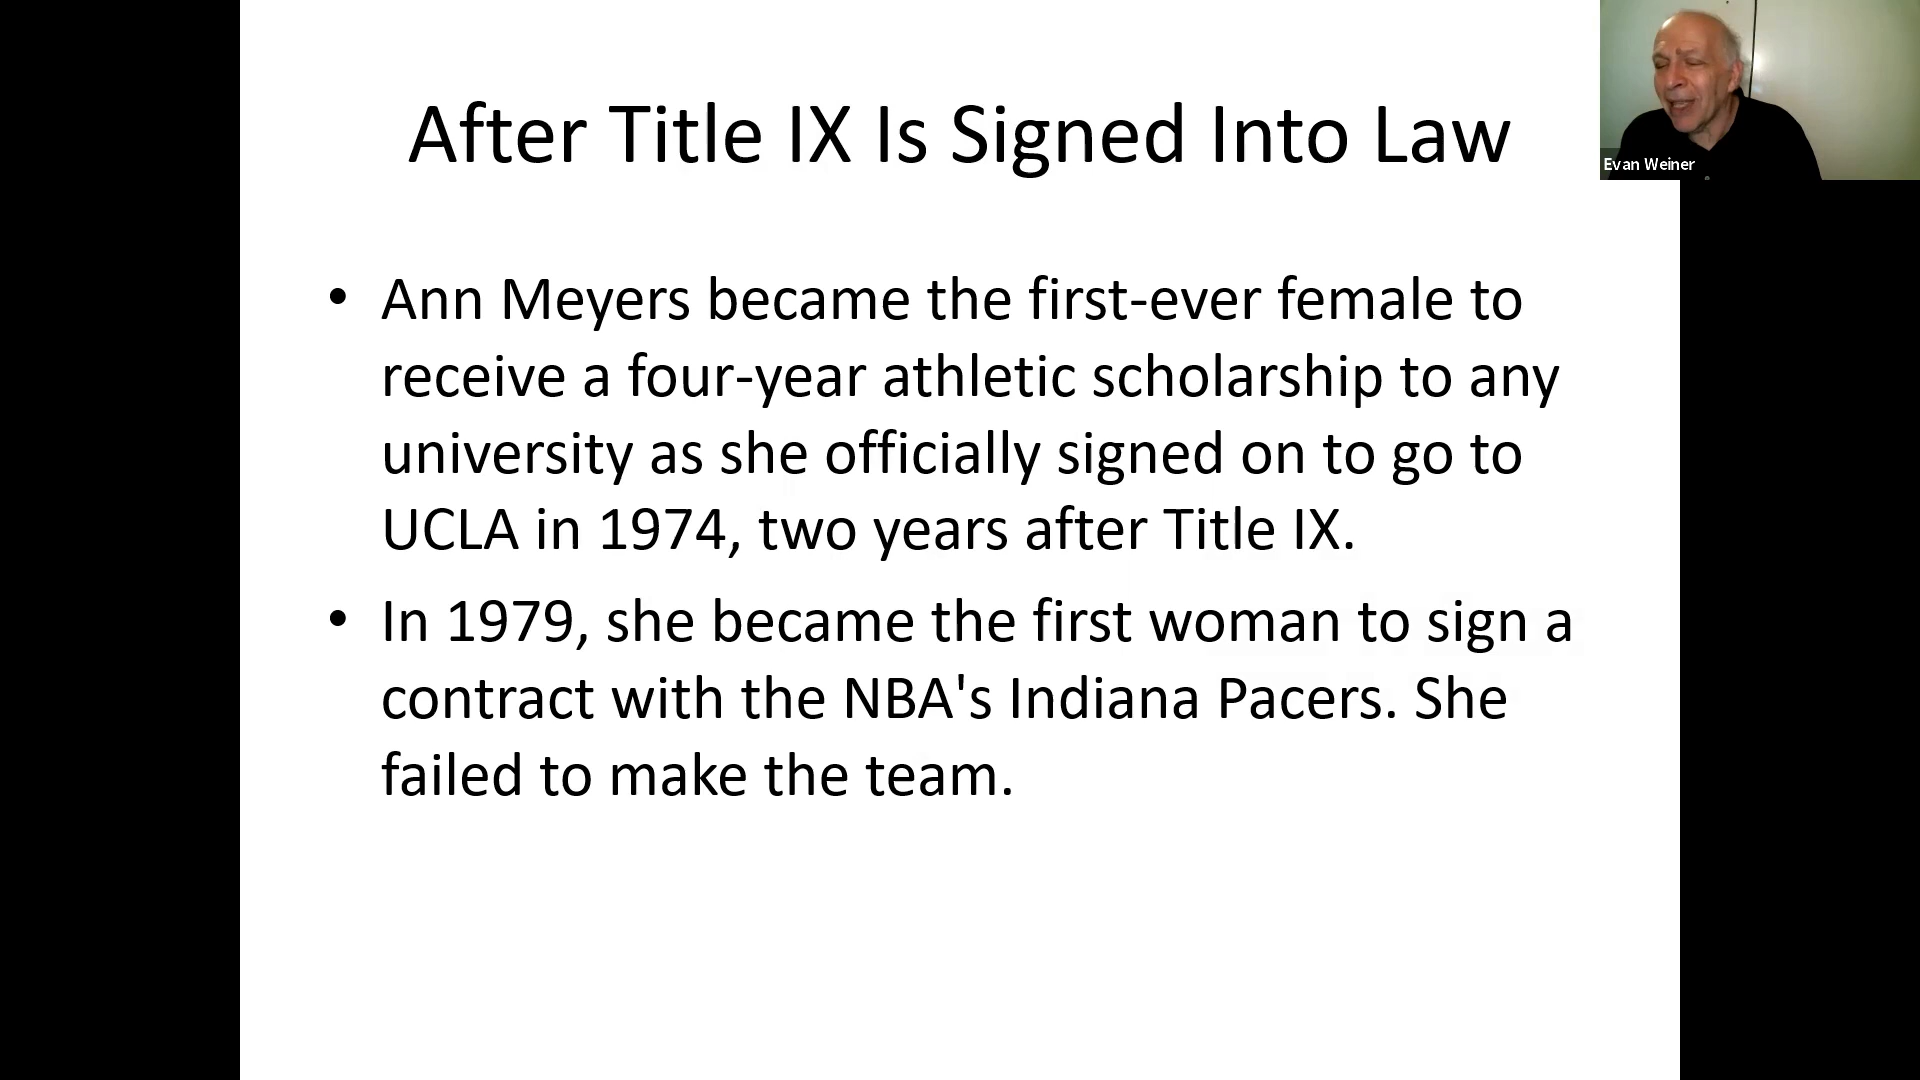 After Title IX Is Signed Into Law
Evan Weiner
• Ann Meyers became the first-ever female to
receive a four-year athletic scholarship to any
university as she officially signed on to go to
UCLA in 1974, two years after Title IX.
• In 1979, she became the first woman to sign a
contract with the NBA's Indiana Pacers. She
failed to make the team.